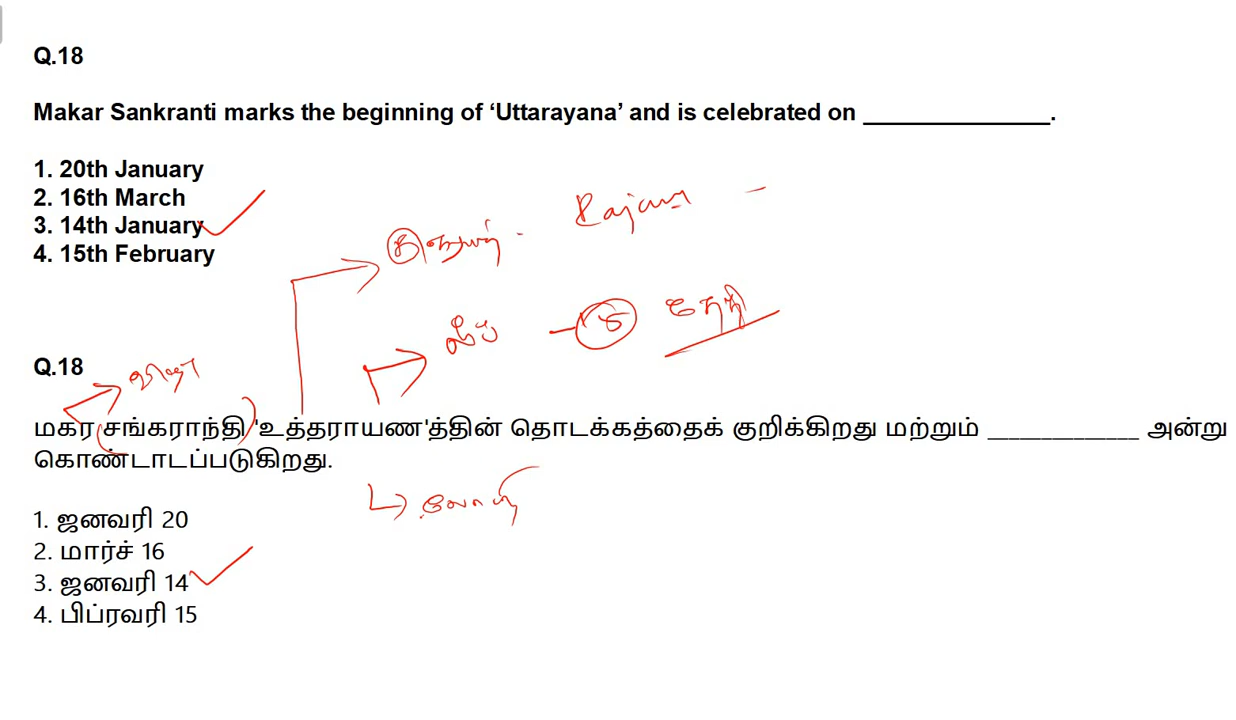 Q.18
Makar Sankranti marks the beginning of ‘Uttarayana’ and is celebrated on ______________.
1. 20th January
2. 16th March
3. 14th January
4. 15th February
Q.18
மகர சங்கராந்தி 'உத்தராயண'த்தின் தொடக்கத்தைக் குறிக்கிறது மற்றும் ____________ அன்று
கொண்டாடப்படுகிறது.
1. ஜனவரி 20
2. மார்ச் 16
3. ஜனவரி 14
4. பிப்ரவரி 15